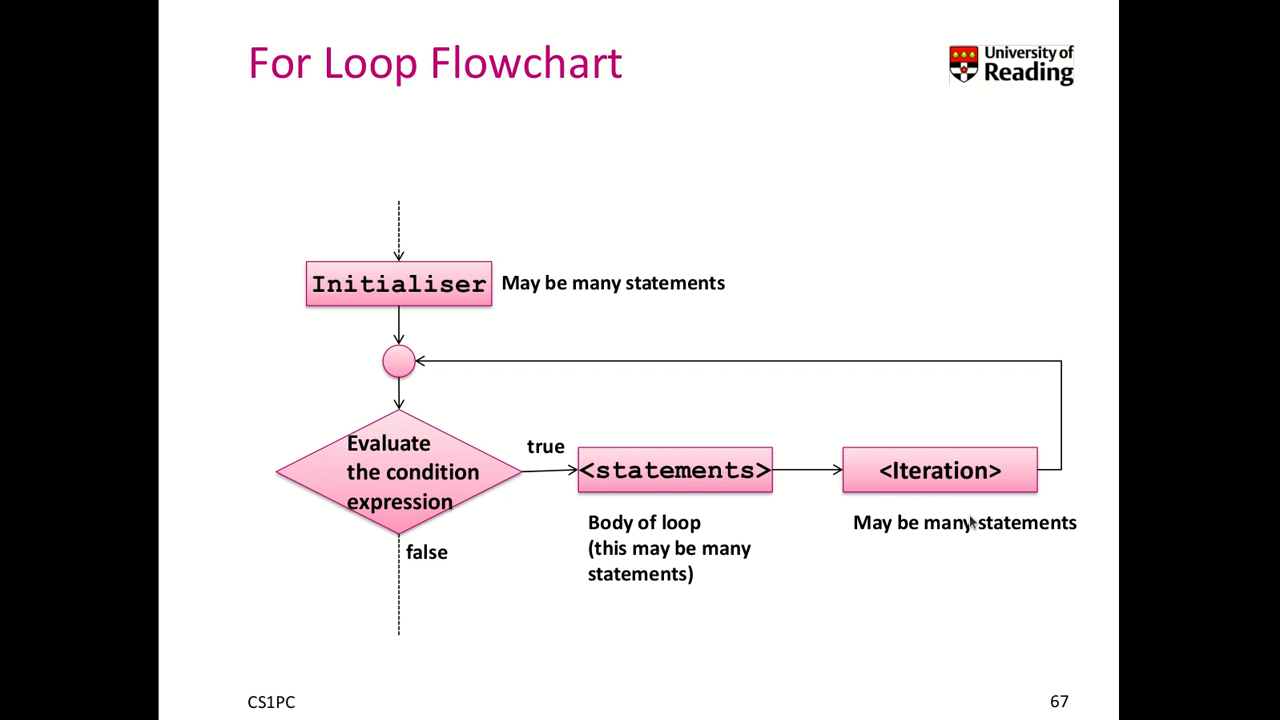 For Loop Flowchart
University of
Reading
Initialiser
May be many statements
Evaluate
the condition
expression
true
<statements>
<Iteration>
Body of loop
(this may be many
statements)
May be many statements
false
CS1PC
67